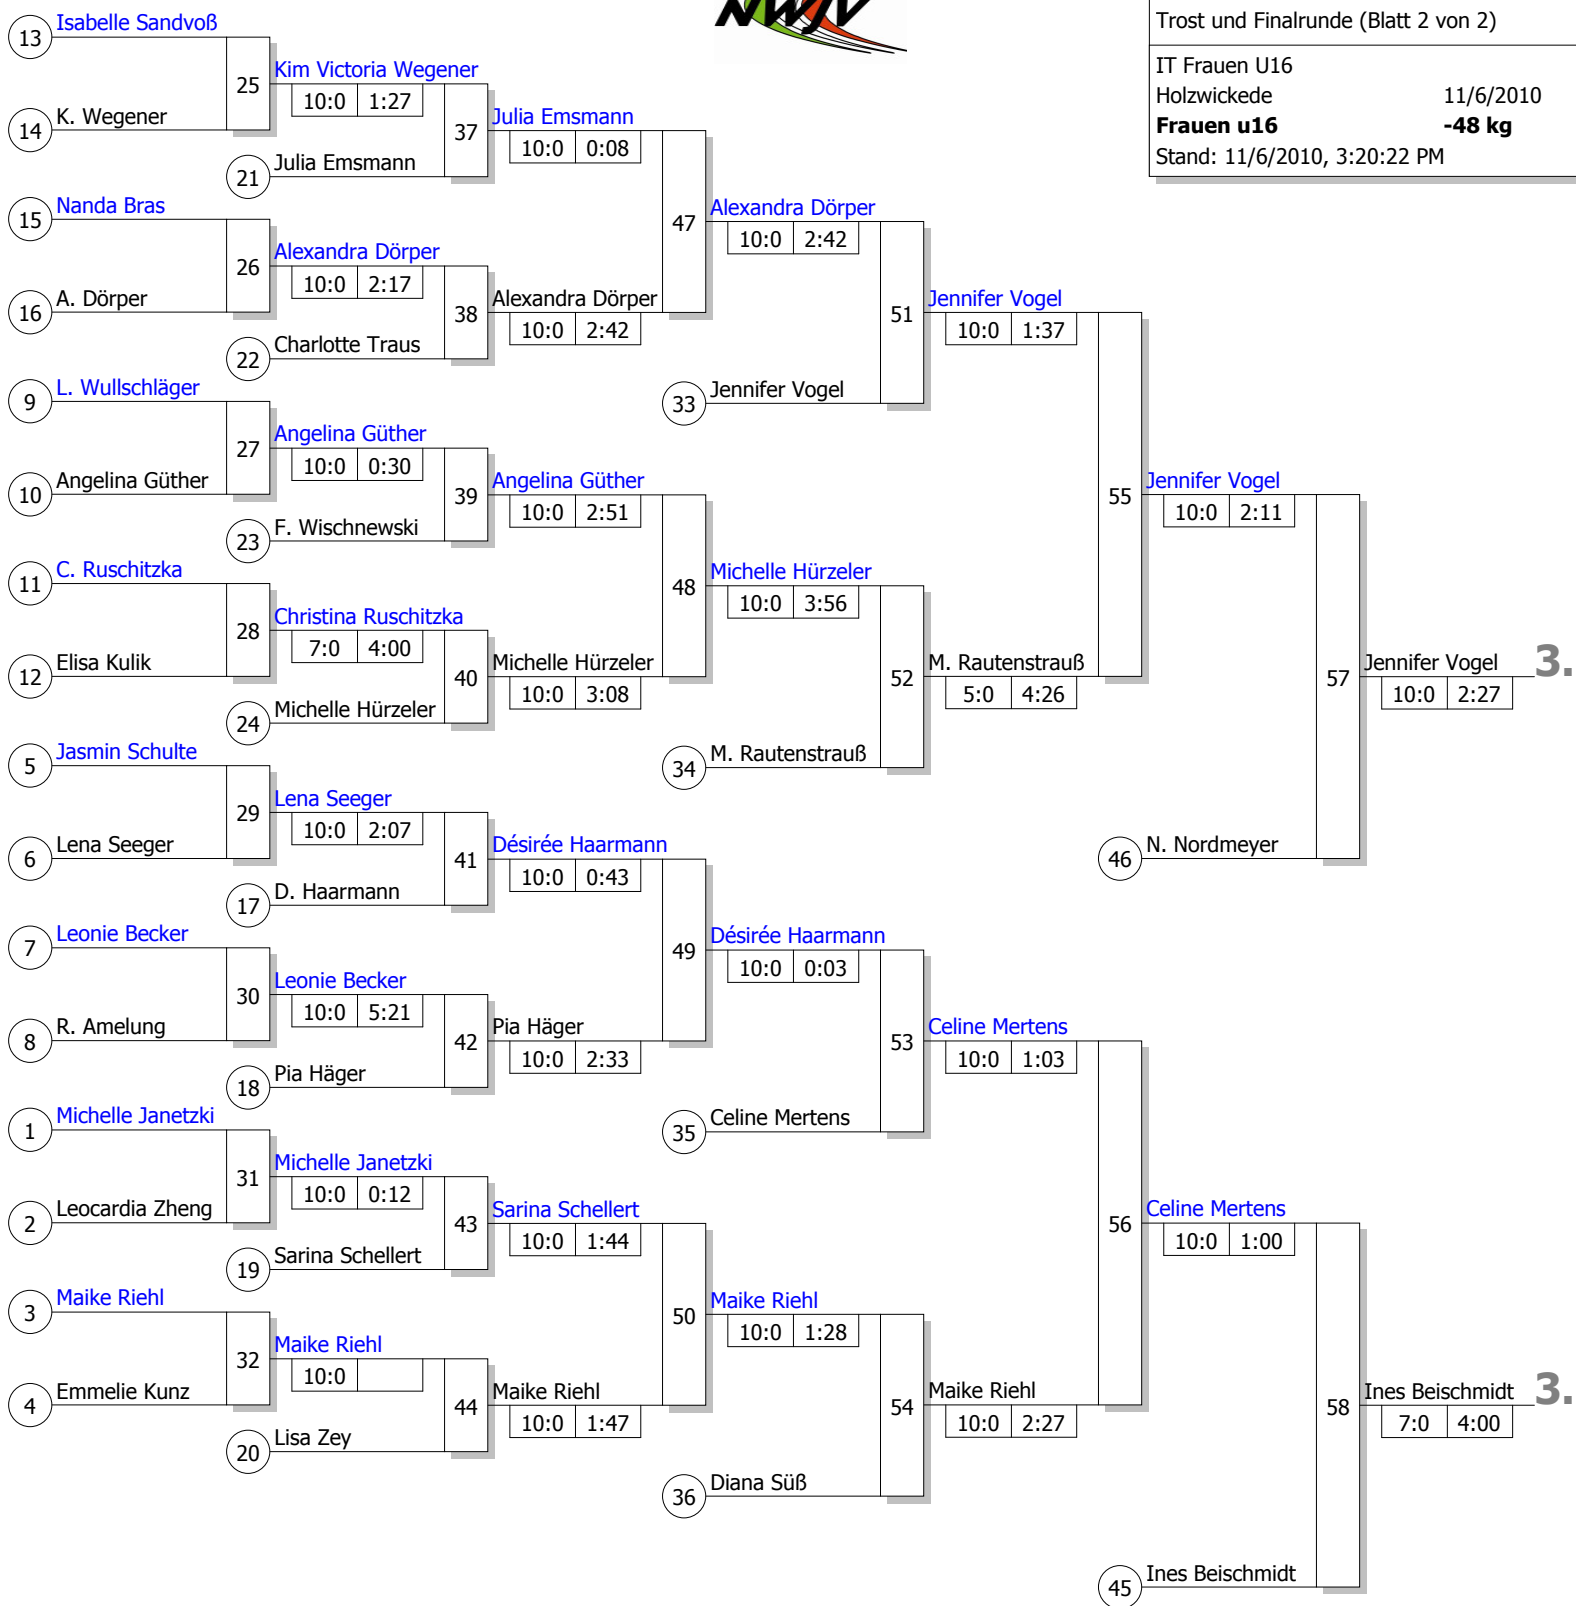 NWJV
Trost und Finalrunde (Blatt 2 von 2)
IT Frauen U16
Holzwickede 11/6/2010
Frauen u16 -48 kg
Stand: 11/6/2010, 3:20:22 PM
13 Isabelle Sandvoß
14 K. Wegener
15 Nanda Bras
16 A. Dörper
9 L. Wullschläger
10 Angelina Güther
11 C. Ruschitzka
12 Elisa Kulik
5 Jasmin Schulte
6 Lena Seeger
7 Leonie Becker
8 R. Amelung
1 Michelle Janetzki
2 Leocardia Zheng
3 Maike Riehl
4 Emmelie Kunz
25 Kim Victoria Wegener
10:0 1:27
21 Julia Emsmann
26 Alexandra Dörper
10:0 2:17
22 Charlotte Traus
27 Angelina Güther
10:0 0:30
23 F. Wischnewski
28 Christina Ruschitzka
7:0 4:00
24 Michelle Hürzeler
29 Lena Seeger
10:0 2:07
17 D. Haarmann
30 Leonie Becker
10:0 5:21
18 Pia Häger
31 Michelle Janetzki
10:0 0:12
19 Sarina Schellert
32 Maike Riehl
10:0
20 Lisa Zey
37 Julia Emsmann
10:0 0:08
38 Alexandra Dörper
10:0 2:42
39 Angelina Güther
10:0 2:51
40 Michelle Hürzeler
10:0 3:08
41 Désirée Haarmann
10:0 0:43
42 Pia Häger
10:0 2:33
43 Sarina Schellert
10:0 1:44
44 Maike Riehl
10:0 1:47
47 Alexandra Dörper
10:0 2:42
33 Jennifer Vogel
48 Michelle Hürzeler
10:0 3:56
34 M. Rautenstrauß
49 Désirée Haarmann
10:0 0:03
35 Celine Mertens
50 Maike Riehl
10:0 1:28
36 Diana Süß
51 Jennifer Vogel
10:0 1:37
52 M. Rautenstrauß
5:0 4:26
53 Celine Mertens
10:0 1:03
54 Maike Riehl
10:0 2:27
55 Jennifer Vogel
10:0 2:11
46 N. Nordmeyer
56 Celine Mertens
10:0 1:00
45 Ines Beischmidt
57 Jennifer Vogel 3.
10:0 2:27
58 Ines Beischmidt 3.
7:0 4:00